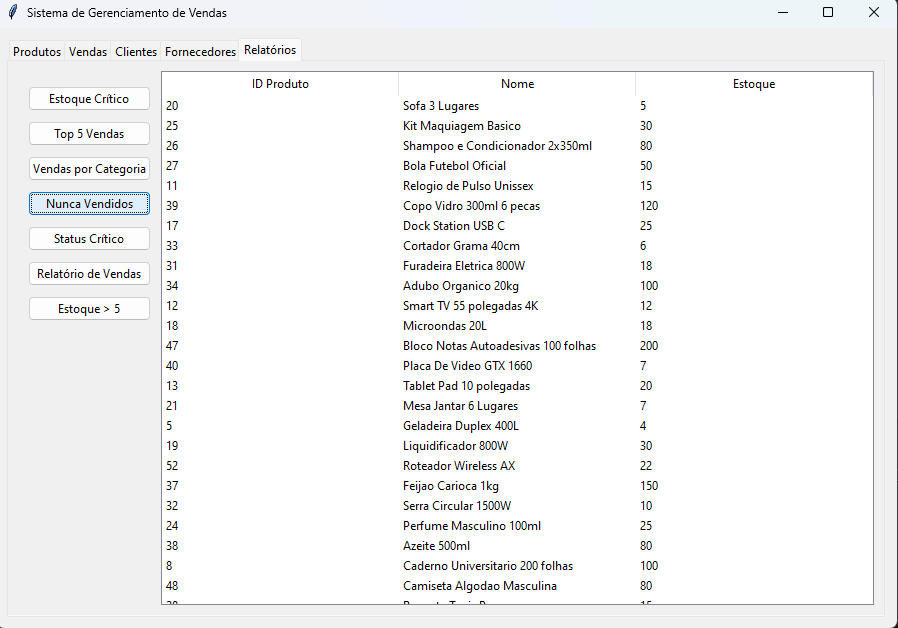 Sistema de Gerenciamento de Vendas
Produtos Vendas Clientes Fornecedores Relatórios
Estoque Crítico
Top 5 Vendas
Vendas por Categoria
Nunca Vendidos
Status Crítico
Relatório de Vendas
Estoque > 5
ID Produto Nome Estoque
20 Sofa 3 Lugares 5
25 Kit Maquiagem Basico 30
26 Shampoo e Condicionador 2x350ml 80
27 Bola Futebol Oficial 50
11 Relogio de Pulso Unissex 15
39 Copo Vidro 300ml 6 pecas 120
17 Dock Station USB C 25
33 Cortador Grama 40cm 6
31 Furadeira Eletrica 800W 18
34 Adubo Organico 20kg 100
12 Smart TV 55 polegadas 4K 12
18 Microondas 20L 18
47 Bloco Notas Autoadesivas 100 folhas 200
40 Placa De Video GTX 1660 7
13 Tablet Pad 10 polegadas 20
21 Mesa Jantar 6 Lugares 7
5 Geladeira Duplex 400L 4
19 Liquidificador 800W 30
52 Roteador Wireless AX 22
37 Feijao Carioca 1kg 150
32 Serra Circular 1500W 10
24 Perfume Masculino 100ml 25
38 Azeite 500ml 80
8 Caderno Universitario 200 folhas 100
48 Camiseta Algodao Masculina 80